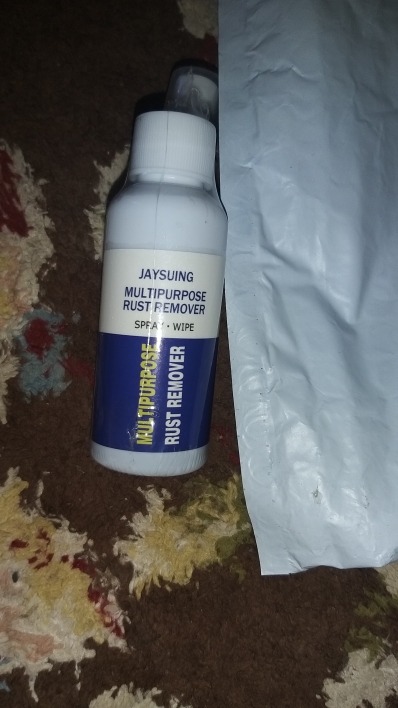 JAYSUING
MULTIPURPOSE
RUST REMOVER
SPRAY • WIPE
MULTIPURPOSE
RUST REMOVER